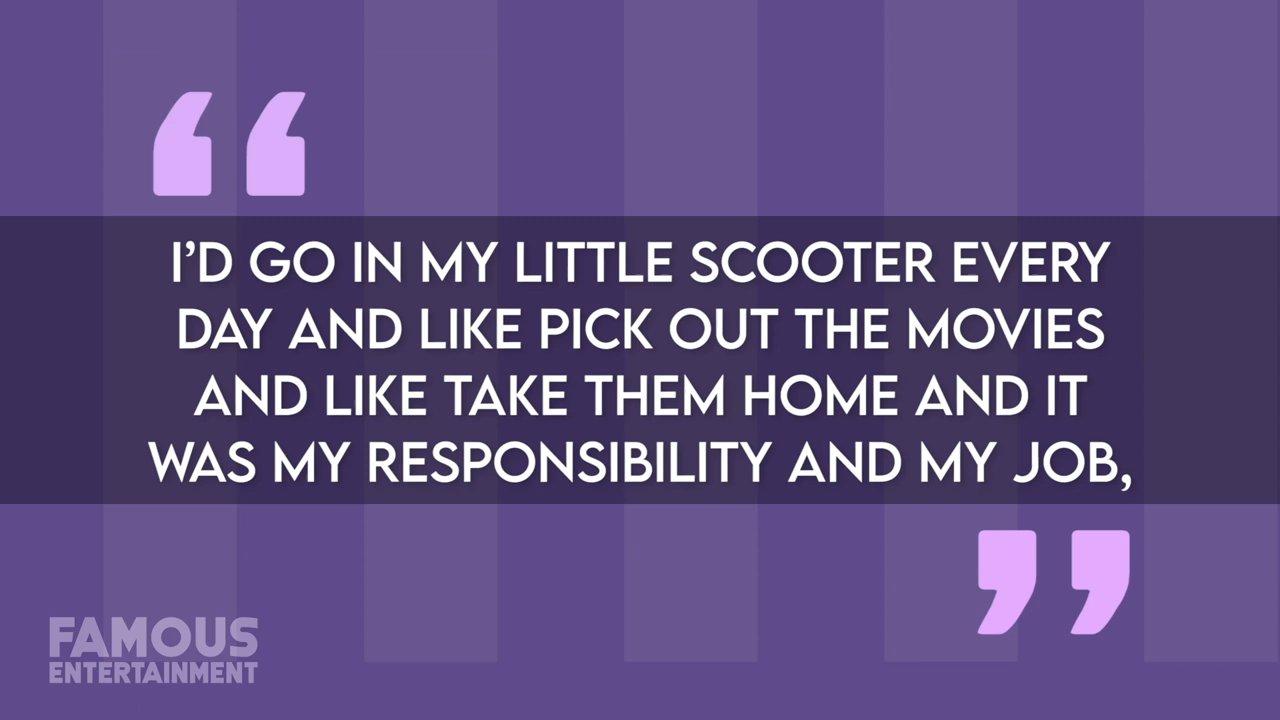 I’D GO IN MY LITTLE SCOOTER EVERY
DAY AND LIKE PICK OUT THE MOVIES
AND LIKE TAKE THEM HOME AND IT
WAS MY RESPONSIBILITY AND MY JOB,
FAMOUS
ENTERTAINMENT